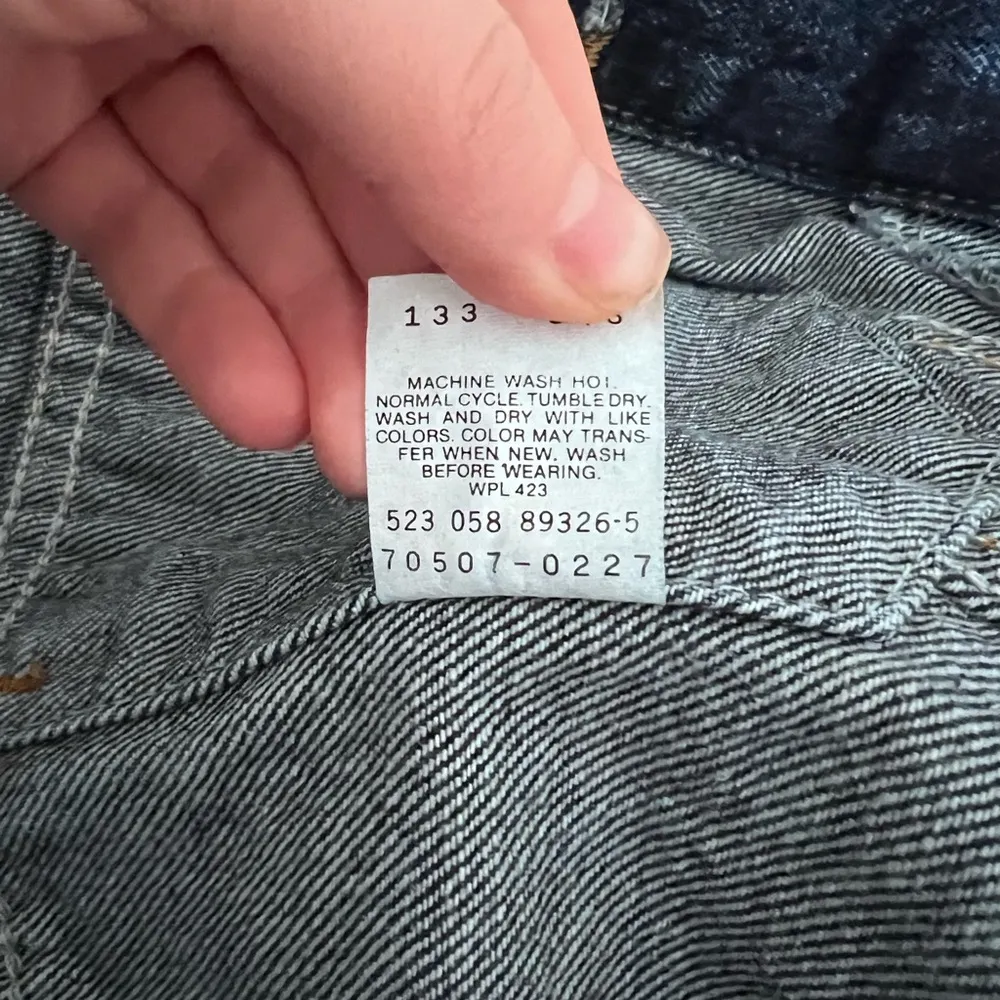 133
MACHINE WASH HOT.
NORMAL CYCLE. TUMBLE DRY.
WASH AND DRY WITH LIKE
COLORS. COLOR MAY TRANS-
FER WHEN NEW. WASH
BEFORE WEARING.
WPL 423
523 058 89326-5
70507-0227